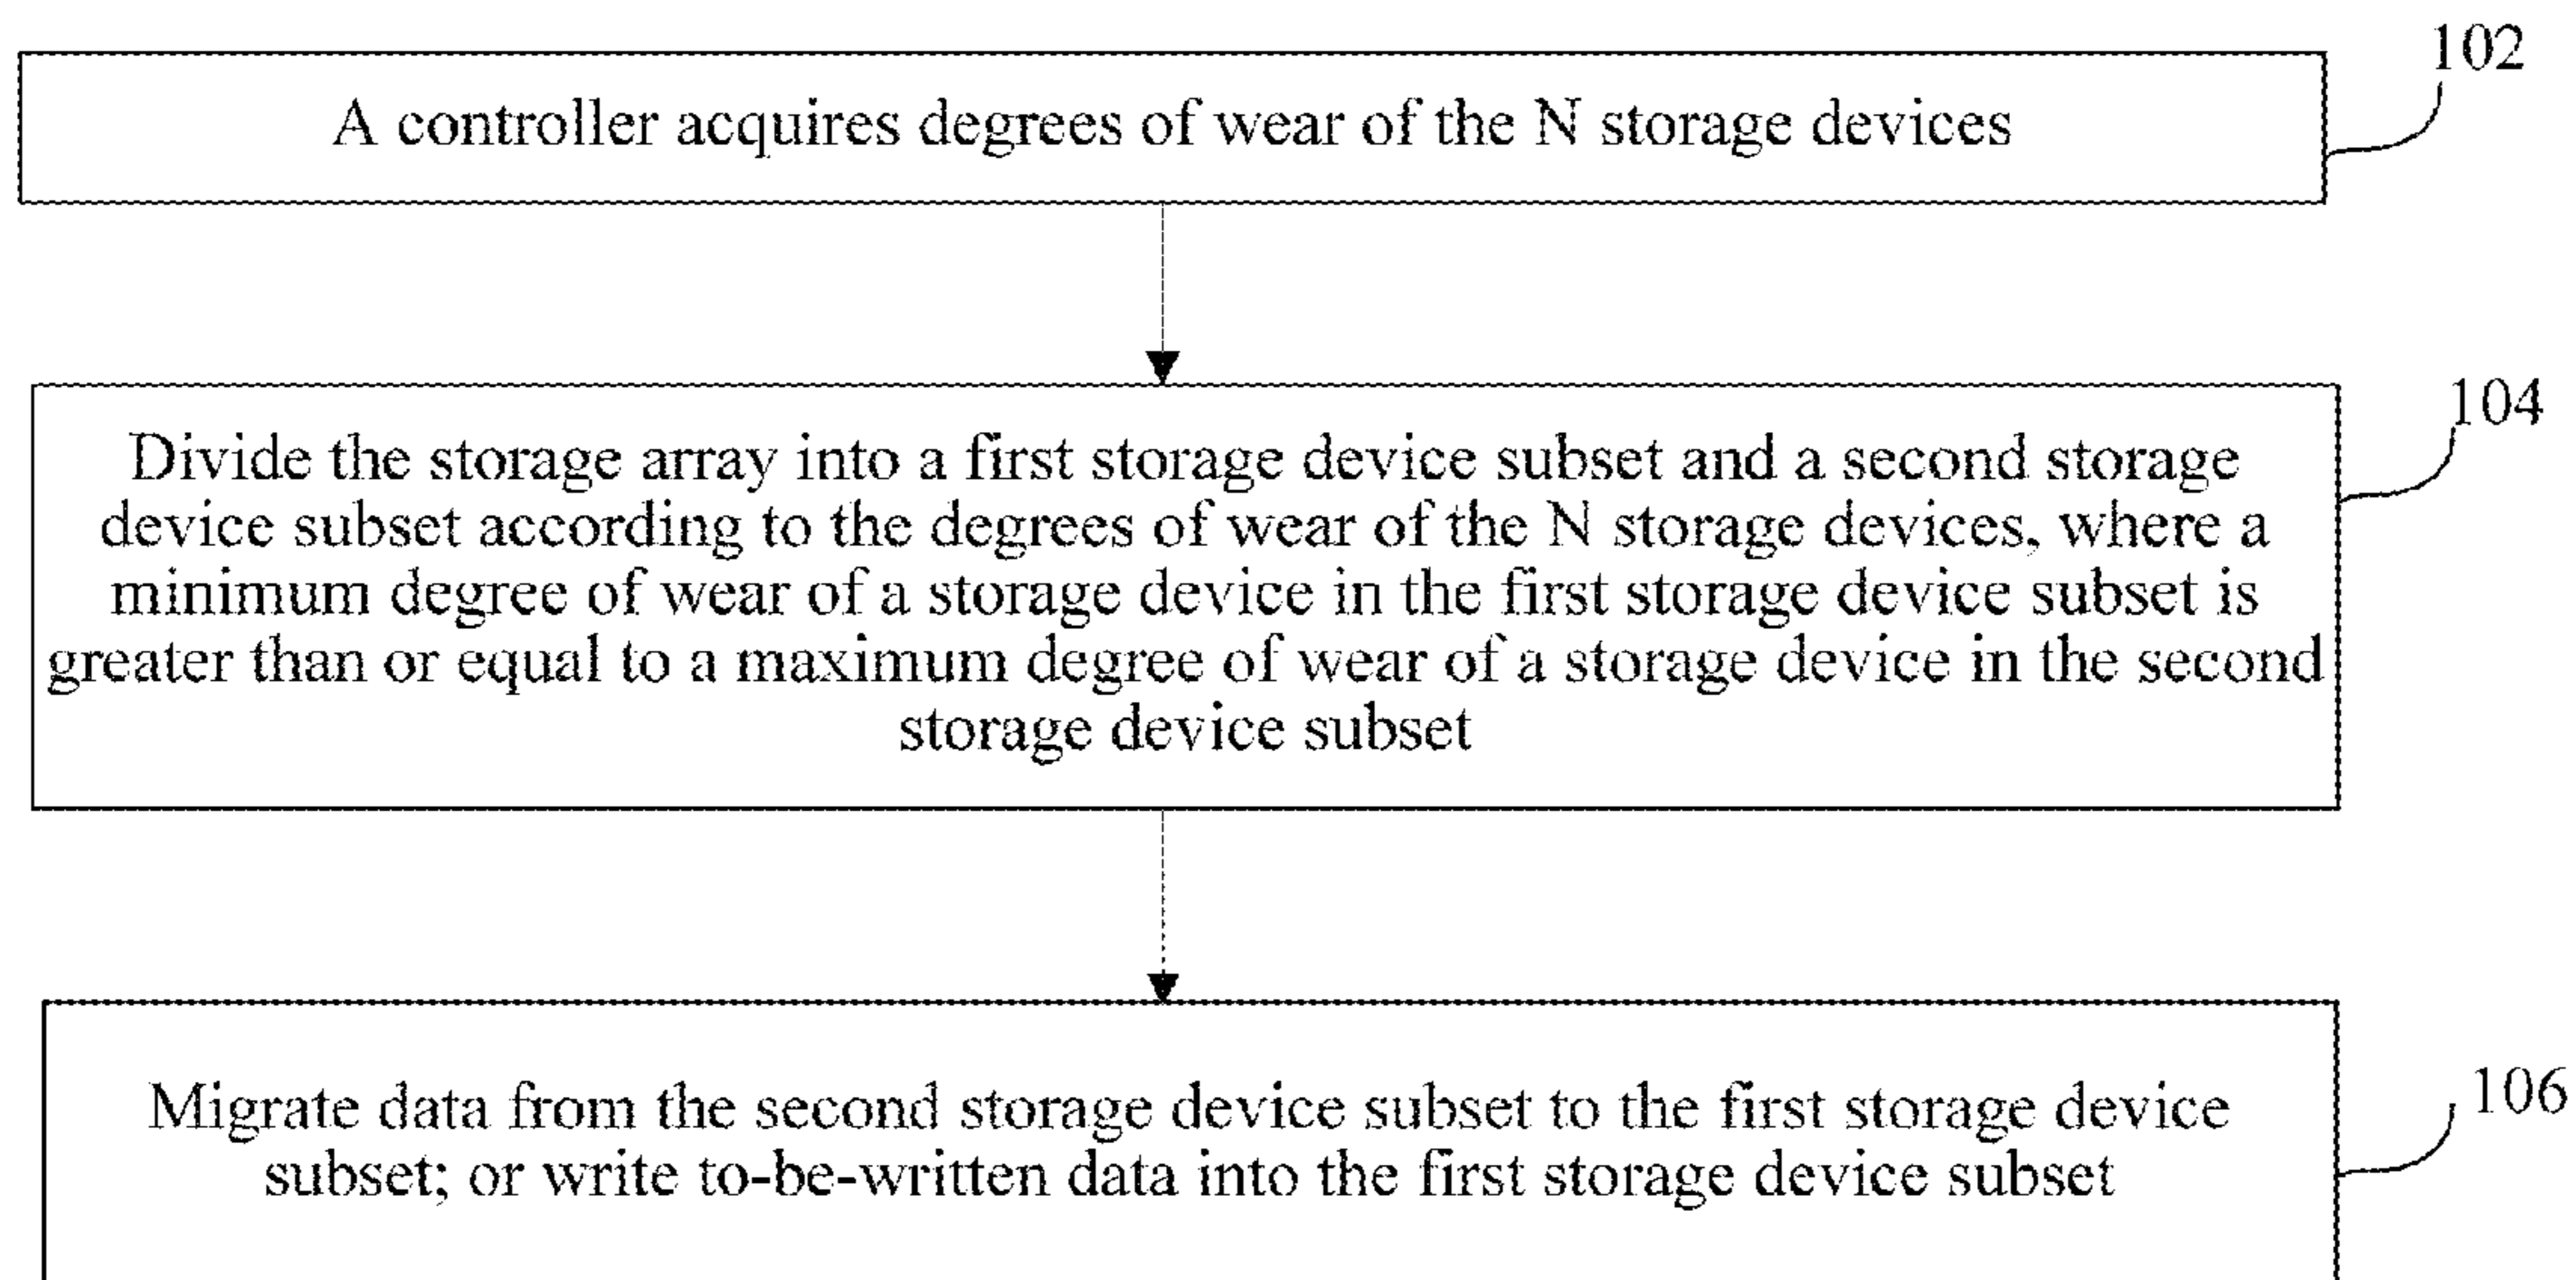 102
A controller acquires degrees of wear of the N storage devices
104
Divide the storage array into a first storage device subset and a second storage
device subset according to the degrees of wear of the N storage devices, where a
minimum degree of wear of a storage device in the first storage device subset is
greater than or equal to a maximum degree of wear of a storage device in the second
storage device subset
106
Migrate data from the second storage device subset to the first storage device
subset; or write to-be-written data into the first storage device subset